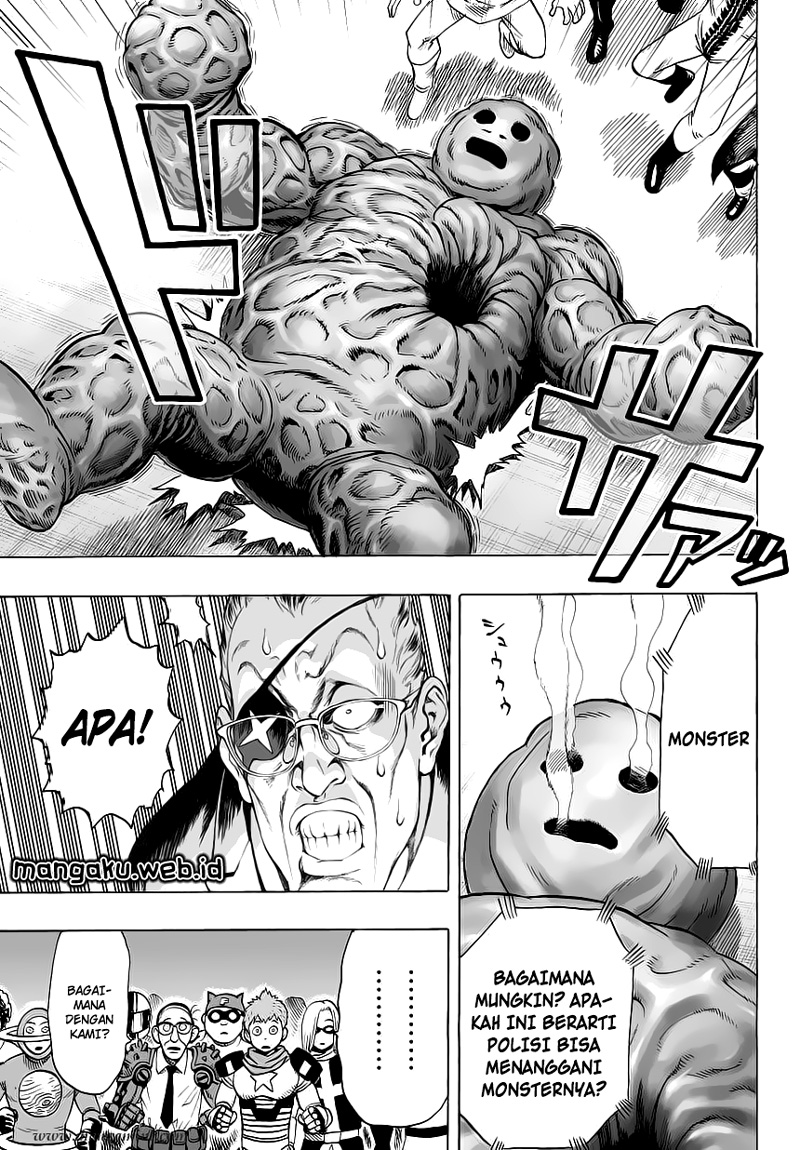 ドザァッ
MONSTER
シュウウウ
BAGAIMANA
MUNGKIN? APA-
KAH INI BERARTI
POLISI BISA
MENANGGANI
MONSTERNYA?
APA!
mangaku.web.id
BAGAI-
MANA
DENGAN
KAMI?